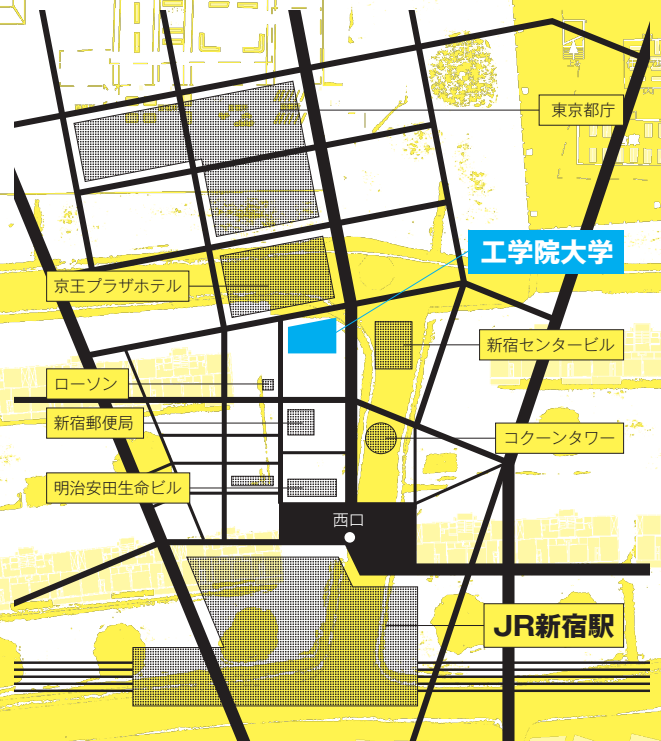 東京都庁
工学院大学
京王プラザホテル
新宿センタービル
ローソン
新宿郵便局
コクーンタワー
明治安田生命ビル
西口
JR新宿駅